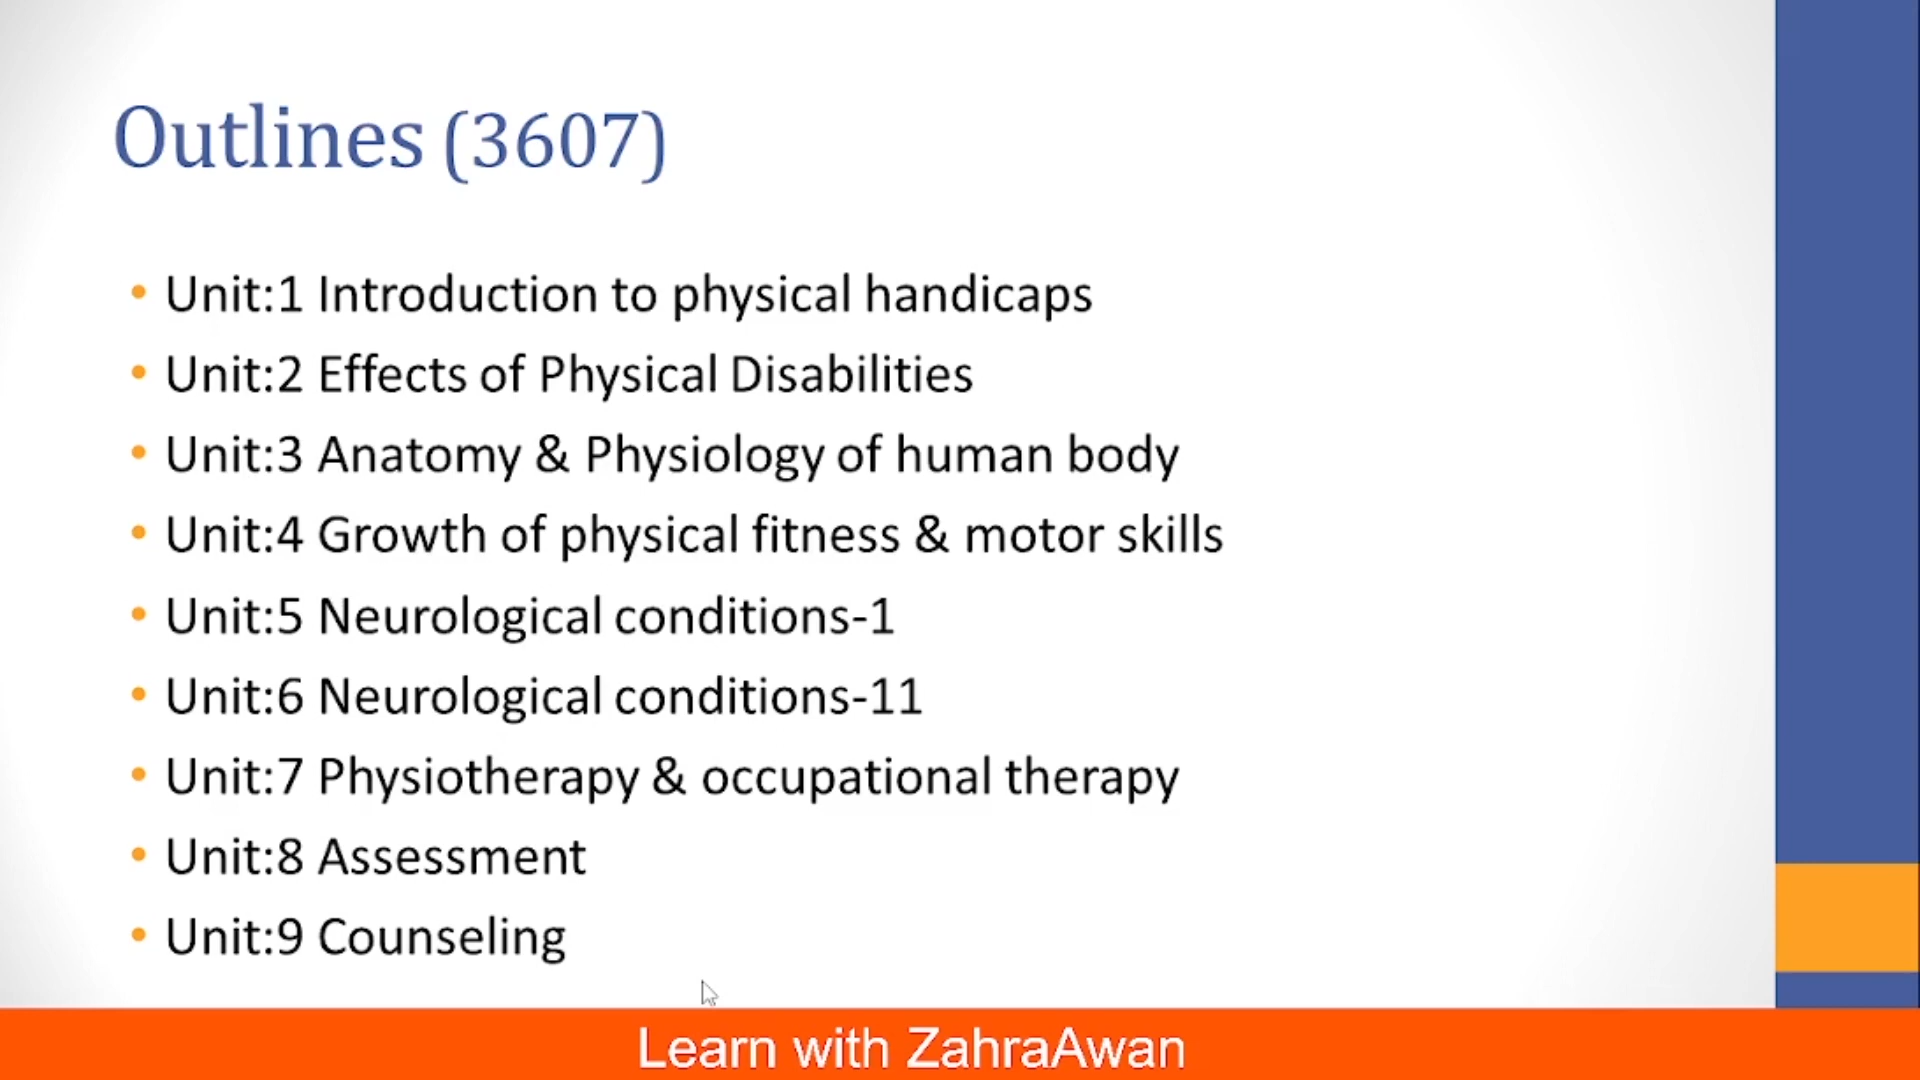 Outlines (3607)
• Unit:1 Introduction to physical handicaps
• Unit:2 Effects of Physical Disabilities
• Unit:3 Anatomy & Physiology of human body
• Unit:4 Growth of physical fitness & motor skills
• Unit:5 Neurological conditions-1
• Unit:6 Neurological conditions-11
• Unit:7 Physiotherapy & occupational therapy
• Unit:8 Assessment
• Unit:9 Counseling
Learn with ZahraAwan